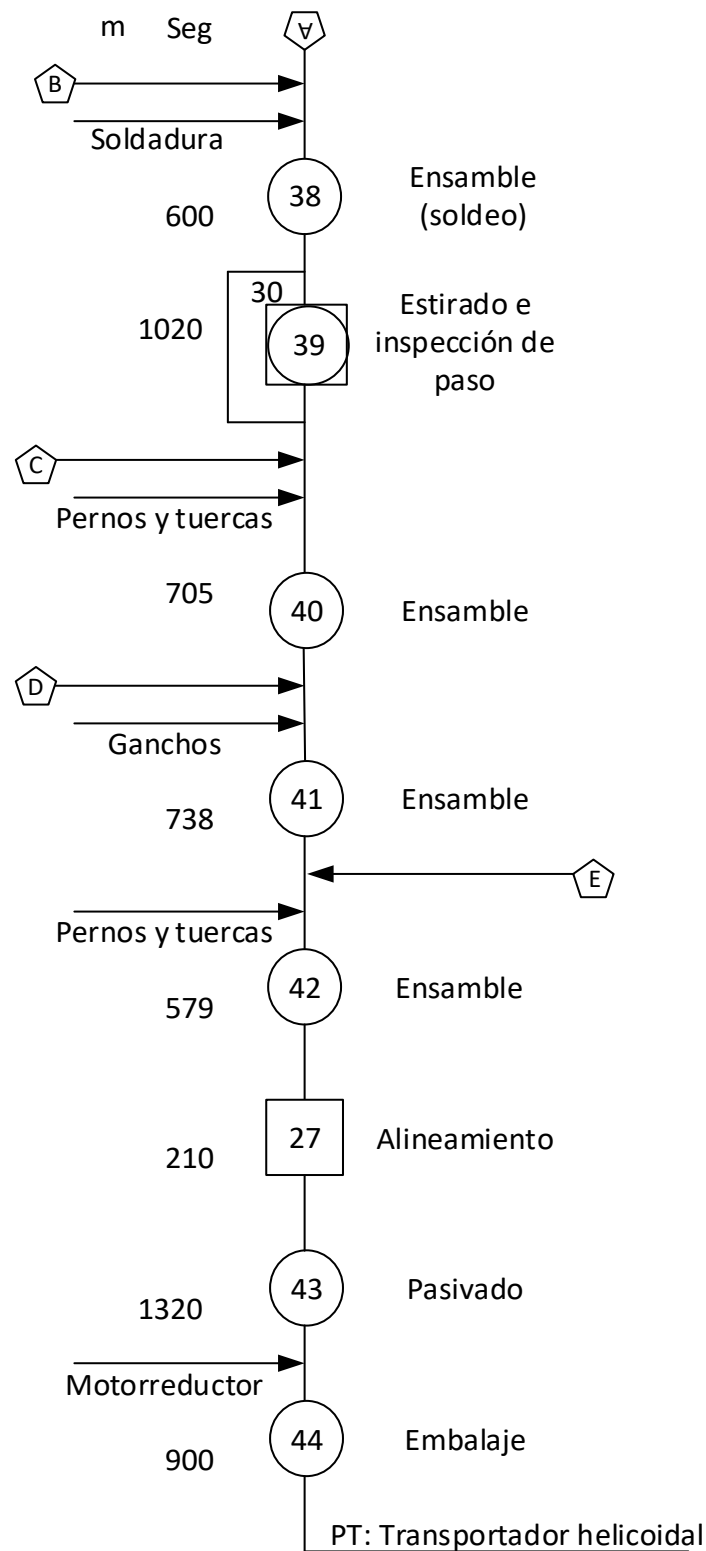 m Seg A
B
Soldadura
38
Ensamble
(soldeo)
600
30
1020
39
Estirado e
inspección de
paso
C
Pernos y tuercas
705
40
Ensamble
D
Ganchos
41
Ensamble
738
E
Pernos y tuercas
42
Ensamble
579
27
Alineamiento
210
43
Pasivado
1320
Motorreductor
44
Embalaje
900
PT: Transportador helicoidal